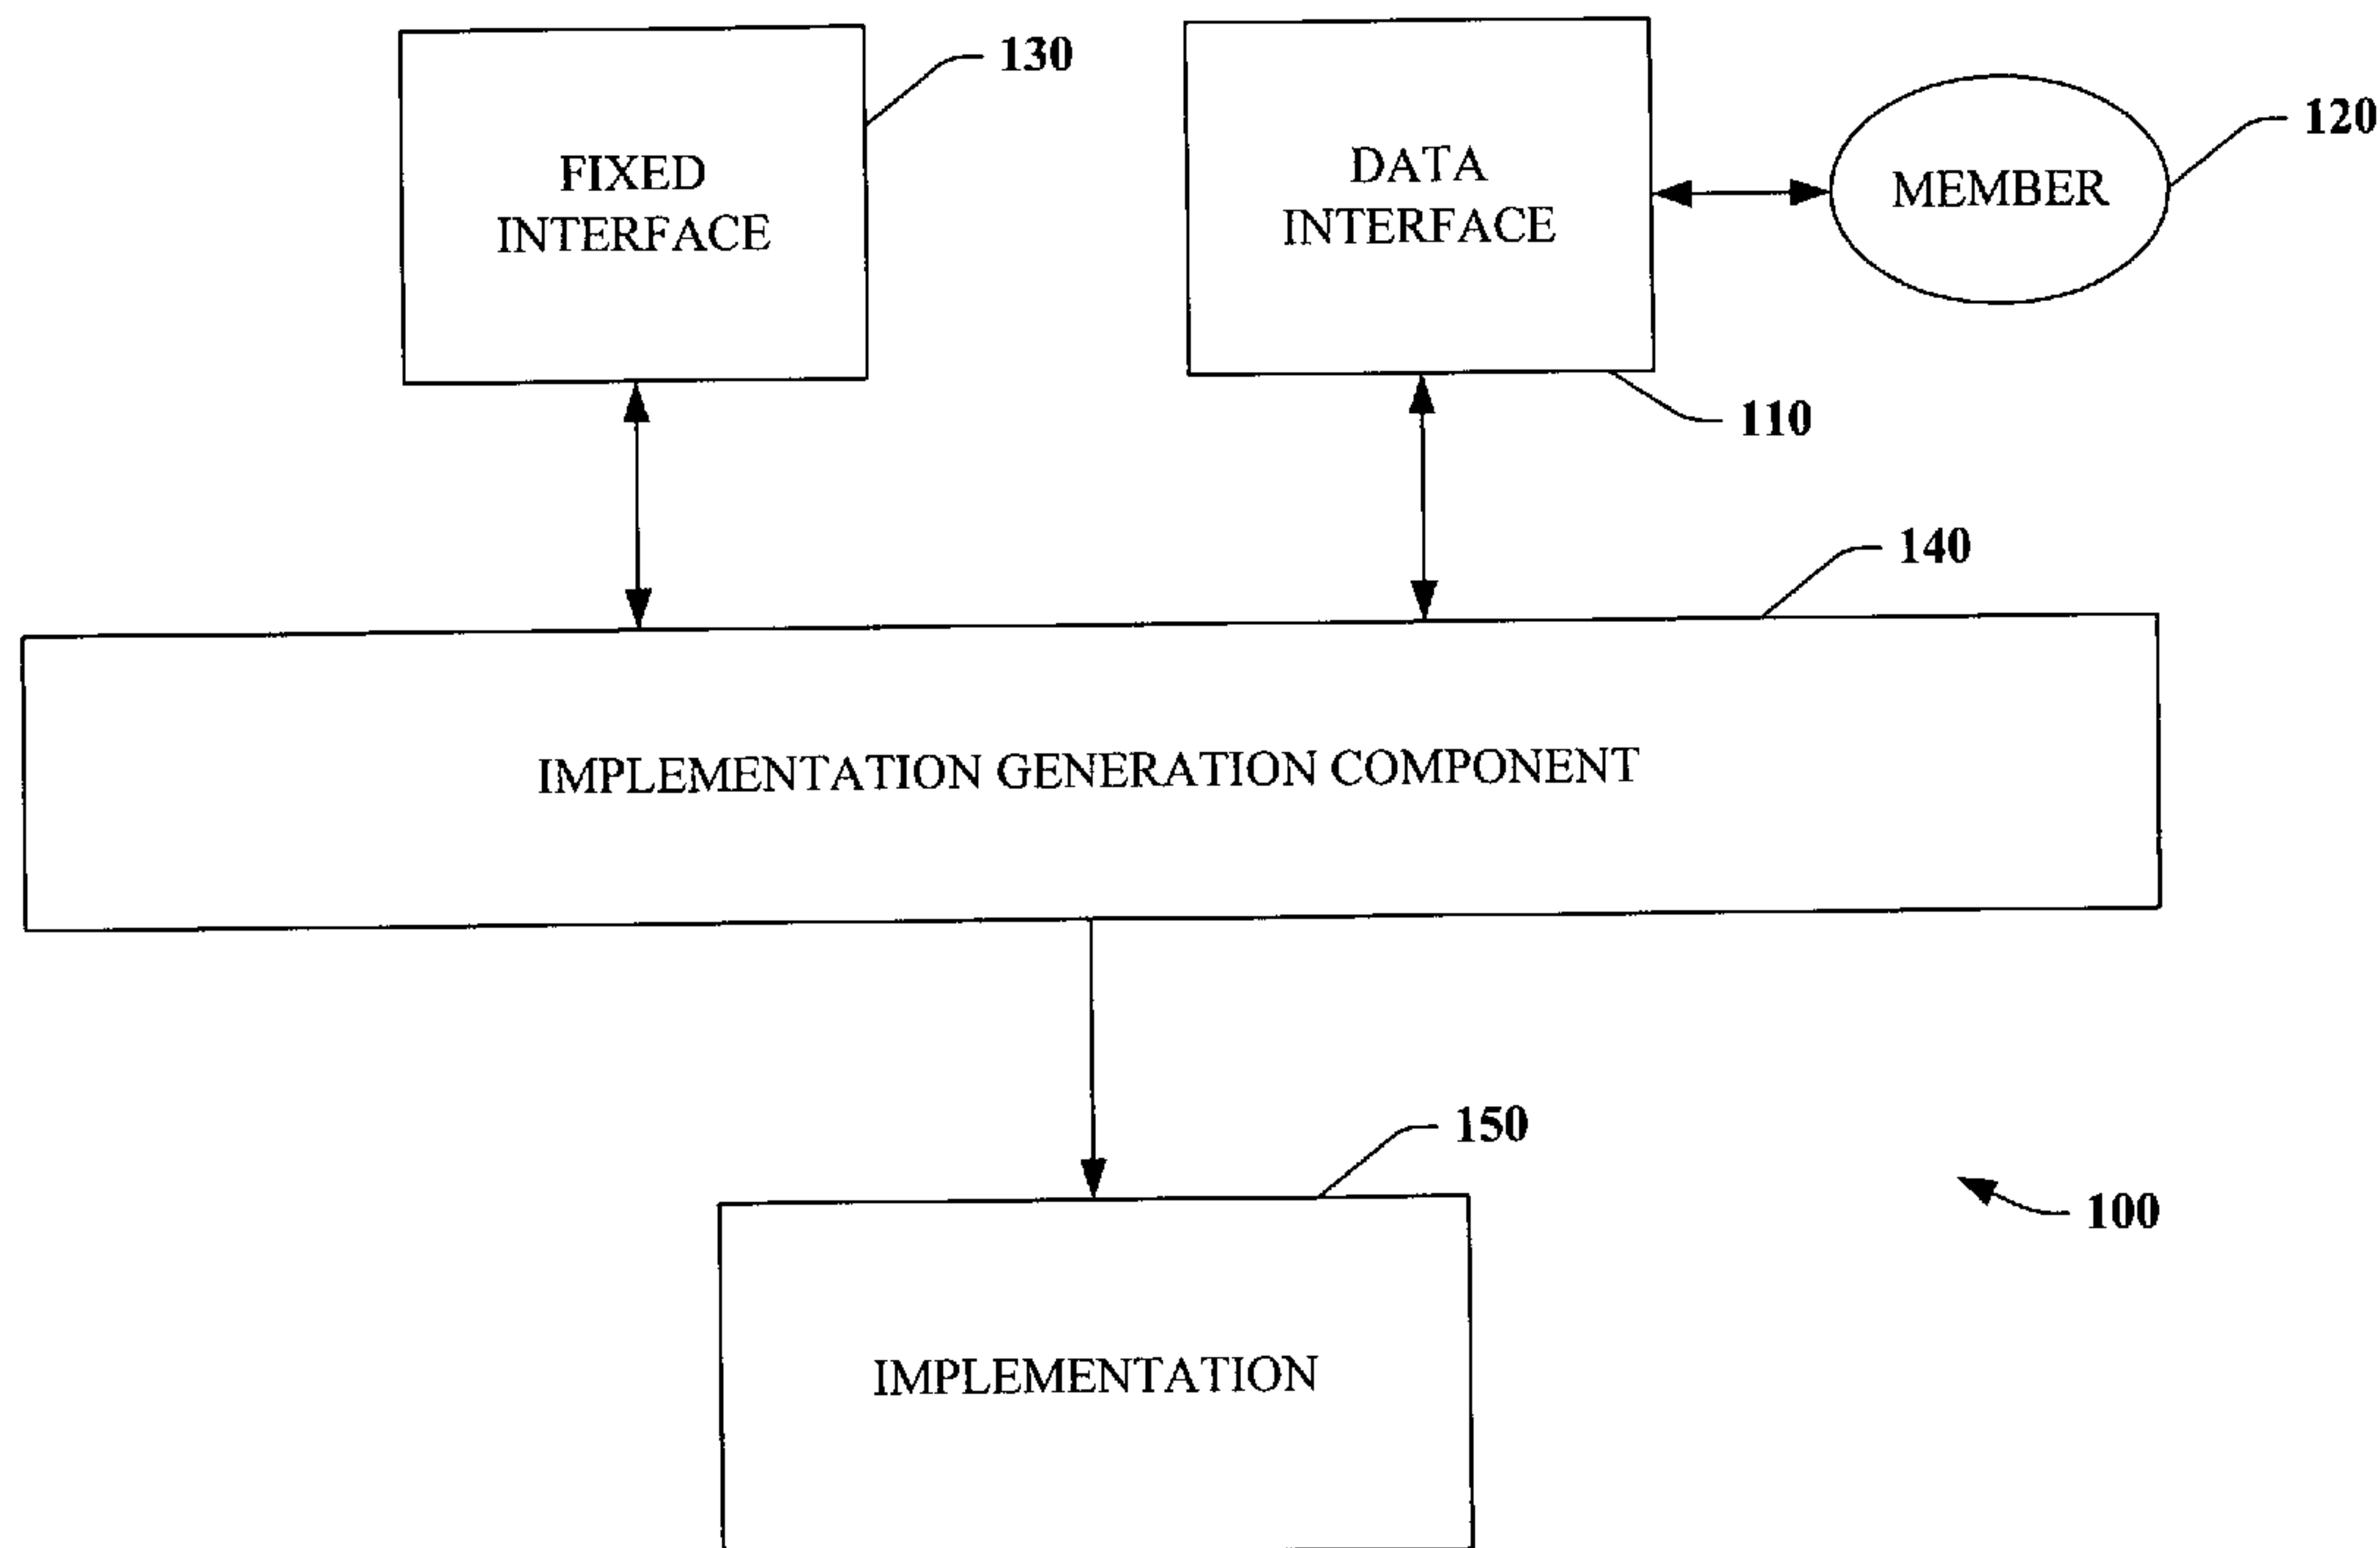 130
FIXED
INTERFACE
DATA
INTERFACE
MEMBER
120
110
140
IMPLEMENTATION GENERATION COMPONENT
150
IMPLEMENTATION
100